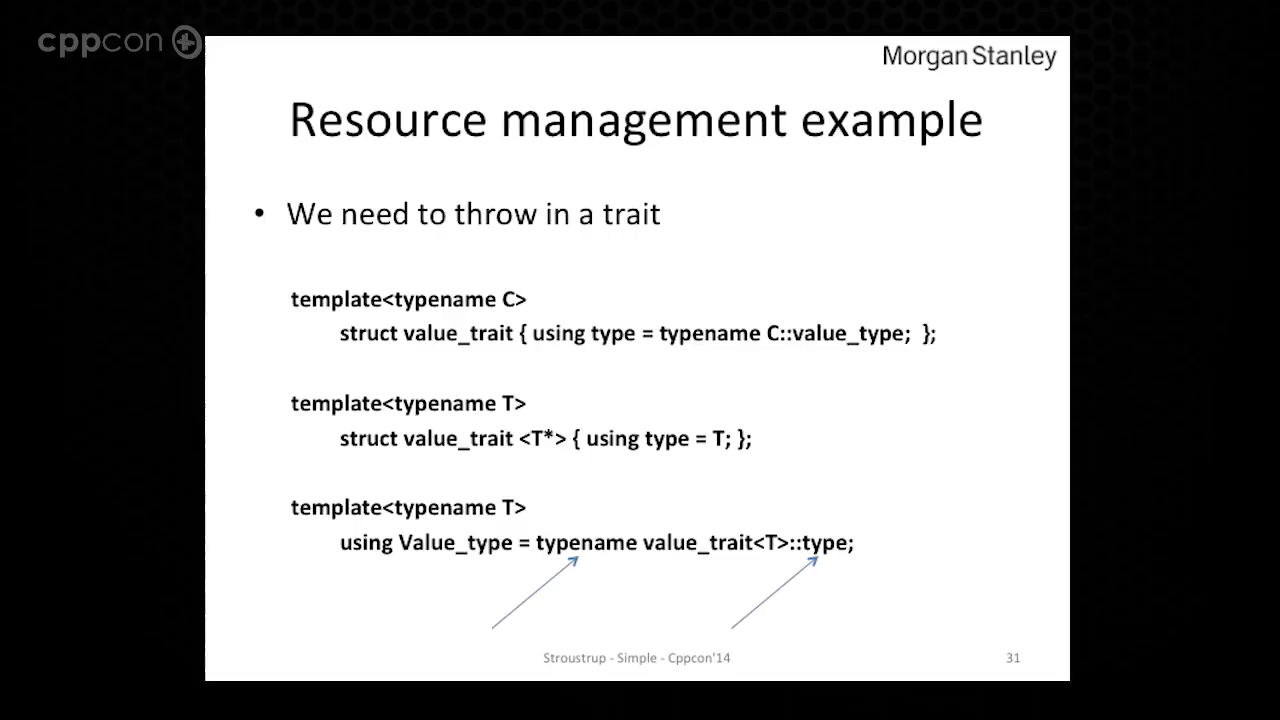 cppcon
Morgan Stanley
Resource management example
• We need to throw in a trait
template<typename C>
struct value_trait { using type = typename C::value_type; };
template<typename T>
struct value_trait <T*> { using type = T; };
template<typename T>
using Value_type = typename value_trait<T>::type;
Stroustrup - Simple - Cppcon'14
31